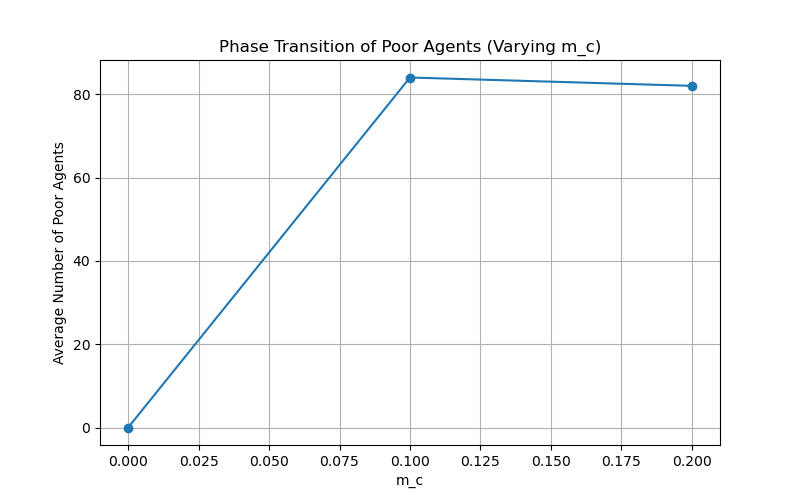 Phase Transition of Poor Agents (Varying m_c)
Average Number of Poor Agents
80
60
40
20
0
0.000 0.025 0.050 0.075 0.100 0.125 0.150 0.175 0.200
m_c